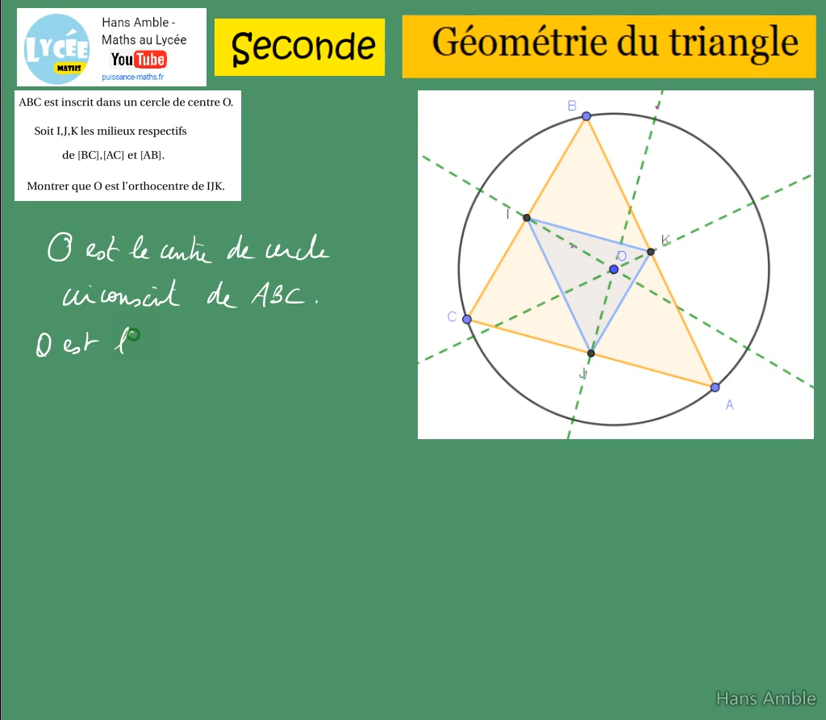 LYCÉE
MATHS
Hans Amble -
Maths au Lycée
YouTube
puissance-maths.fr
Seconde
Géométrie du triangle
ABC est inscrit dans un cercle de centre O.
Soit I,J,K les milieux respectifs
de [BC],[AC] et [AB].
Montrer que O est l'orthocentre de IJK.
O est le centre de cercle
circonscrit de ABC.
O est l
B
I
K
O
C
J
A
Hans Amble